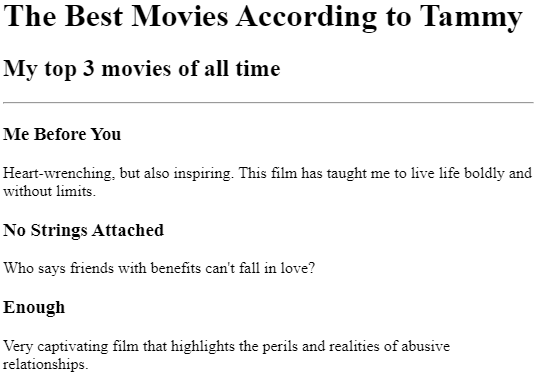 The Best Movies According to Tammy
My top 3 movies of all time
Me Before You
Heart-wrenching, but also inspiring. This film has taught me to live life boldly and
without limits.
No Strings Attached
Who says friends with benefits can't fall in love?
Enough
Very captivating film that highlights the perils and realities of abusive
relationships.